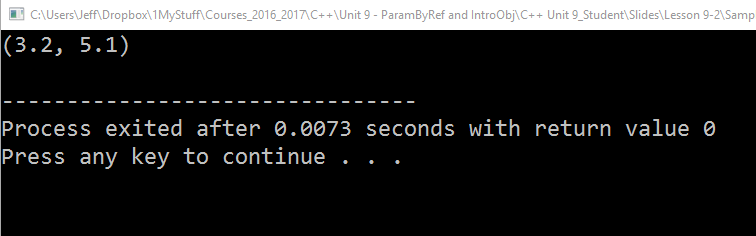 C:\Users\Jeff\Dropbox\1MyStuff\Courses_2016_2017\C++\Unit 9 - ParamByRef and IntroObj\C++ Unit 9_Student\Slides\Lesson 9-2\Samp
(3.2, 5.1)
--------------------------------
Process exited after 0.0073 seconds with return value 0
Press any key to continue . . .